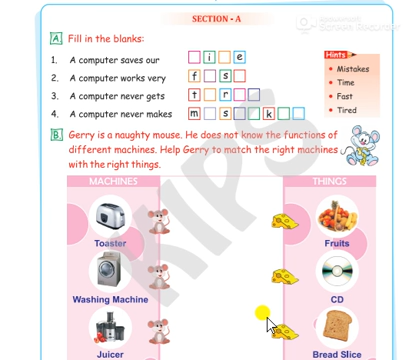 SECTION - A
A. Fill in the blanks:
1. A computer saves our i e
2. A computer works very f s
3. A computer never gets t r
4. A computer never makes m s k
Hints
• Mistakes
• Time
• Fast
• Tired
B. Gerry is a naughty mouse. He does not know the functions of
different machines. Help Gerry to match the right machines
with the right things.
MACHINES THINGS
Toaster Fruits
Washing Machine CD
Juicer Bread Slice
KIPS